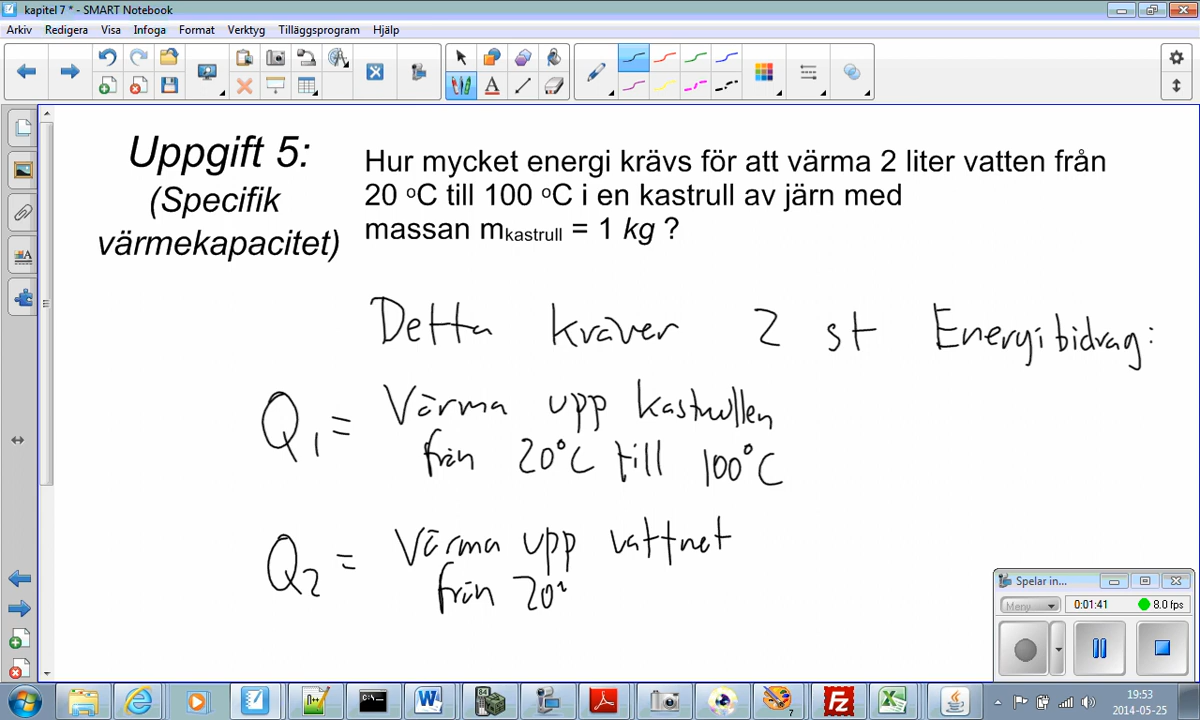 kapitel 7 * - SMART Notebook
Arkiv Redigera Visa Infoga Format Verktyg Tilläggsprogram Hjälp
Uppgift 5:
(Specifik
värmekapacitet)
Hur mycket energi krävs för att värma 2 liter vatten från
20 °C till 100 °C i en kastrull av järn med
massan mkastrull = 1 kg ?
Detta kräver 2 st Energibidrag:
Q1 = Värma upp kastrullen
från 20°C till 100°C
Q2 = Värma upp vattnet
från 20°
Spelar in...
Meny 0:01:41 8.0 fps
19:53
2014-05-25